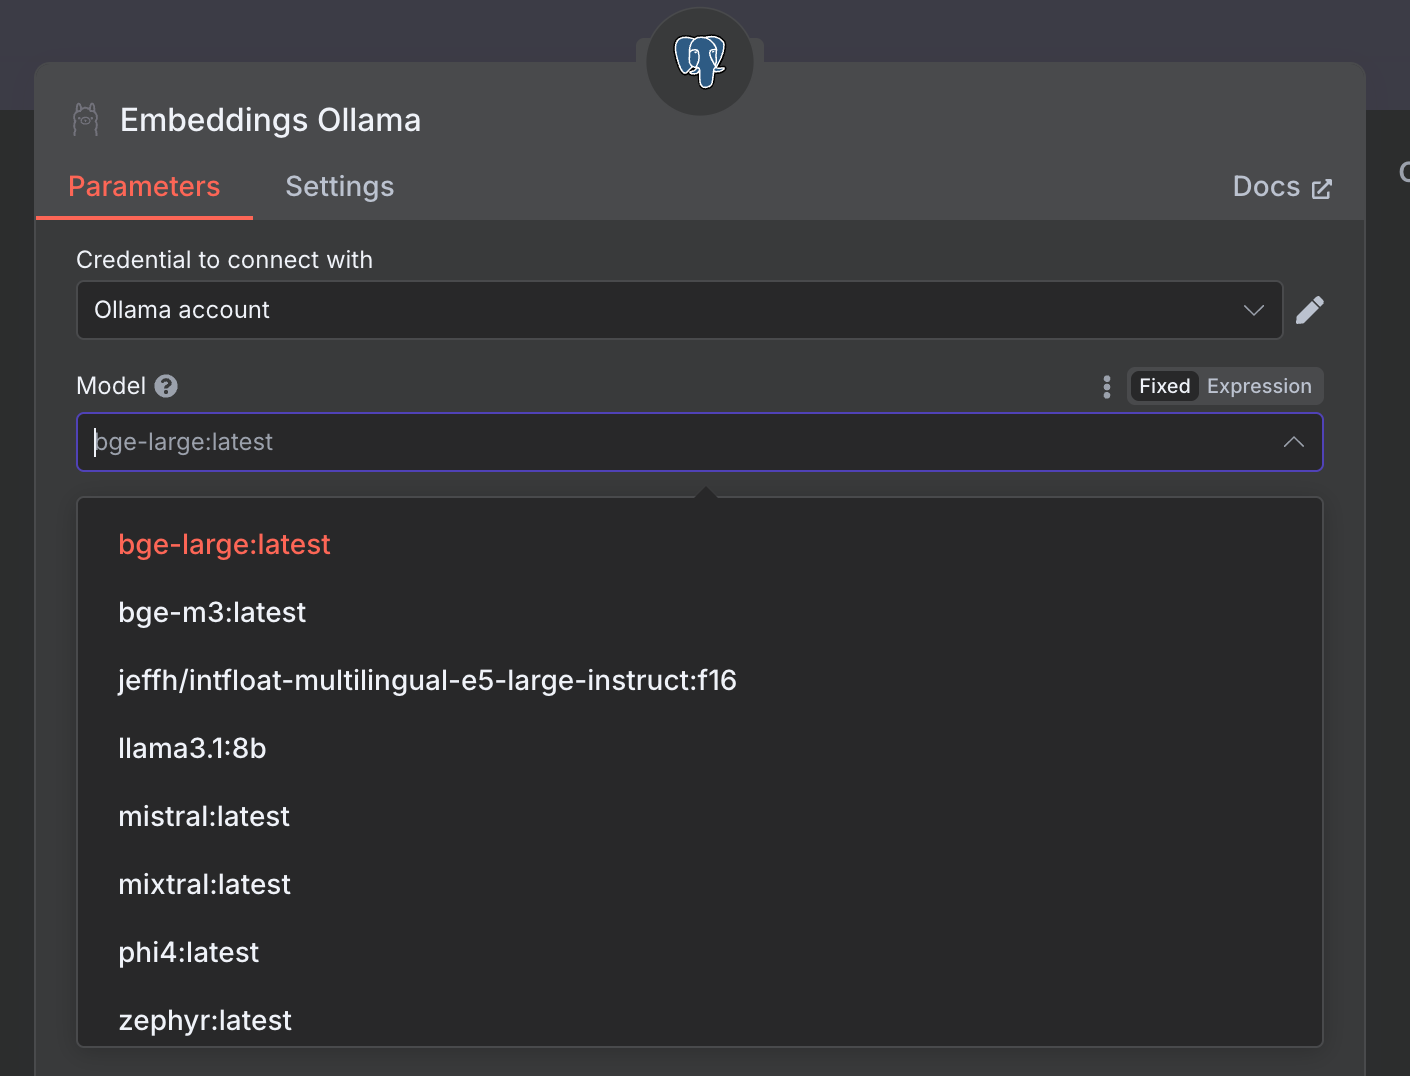 Embeddings Ollama
Parameters Settings Docs
Credential to connect with
Ollama account
Model Fixed Expression
bge-large:latest
bge-large:latest
bge-m3:latest
jeffh/intfloat-multilingual-e5-large-instruct:f16
llama3.1:8b
mistral:latest
mixtral:latest
phi4:latest
zephyr:latest